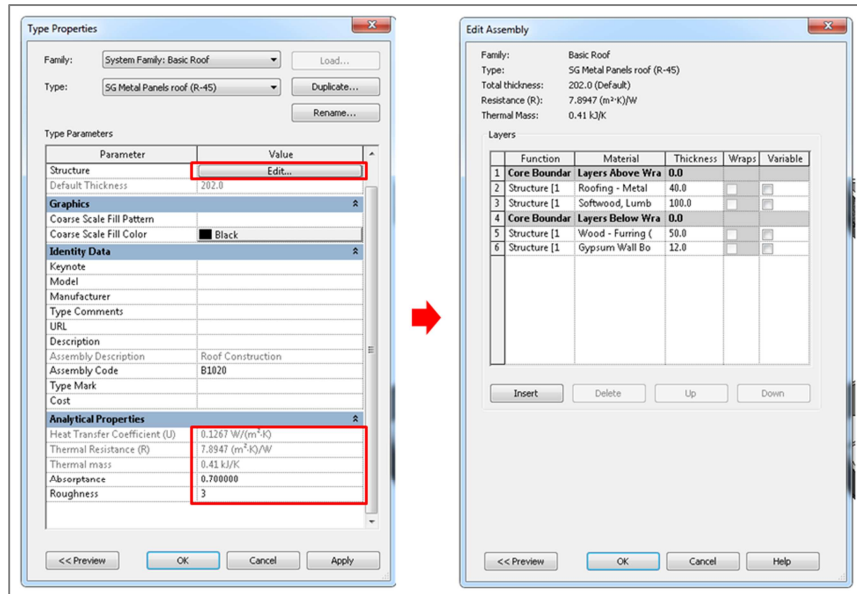 Type Properties
Family: System Family: Basic Roof Load...
Type: SG Metal Panels roof (R-45) Duplicate...
Rename...
Type Parameters
Parameter Value
Structure Edit...
Default Thickness 202.0
Graphics
Coarse Scale Fill Pattern
Coarse Scale Fill Color Black
Identity Data
Keynote
Model
Manufacturer
Type Comments
URL
Description
Assembly Description Roof Construction
Assembly Code B1020
Type Mark
Cost
Analytical Properties
Heat Transfer Coefficient (U) 0.1267 W/(m²·K)
Thermal Resistance (R) 7.8947 (m²·K)/W
Thermal mass 0.41 kJ/K
Absorptance 0.700000
Roughness 3
<< Preview OK Cancel Apply
Edit Assembly
Family: Basic Roof
Type: SG Metal Panels roof (R-45)
Total thickness: 202.0 (Default)
Resistance (R): 7.8947 (m²·K)/W
Thermal Mass: 0.41 kJ/K
Layers
Function Material Thickness Wraps Variable
1 Core Boundar Layers Above Wra 0.0
2 Structure [1 Roofing - Metal 40.0
3 Structure [1 Softwood, Lumb 100.0
4 Core Boundar Layers Below Wra 0.0
5 Structure [1 Wood - Furring ( 50.0
6 Structure [1 Gypsum Wall Bo 12.0
Insert Delete Up Down
<< Preview OK Cancel Help